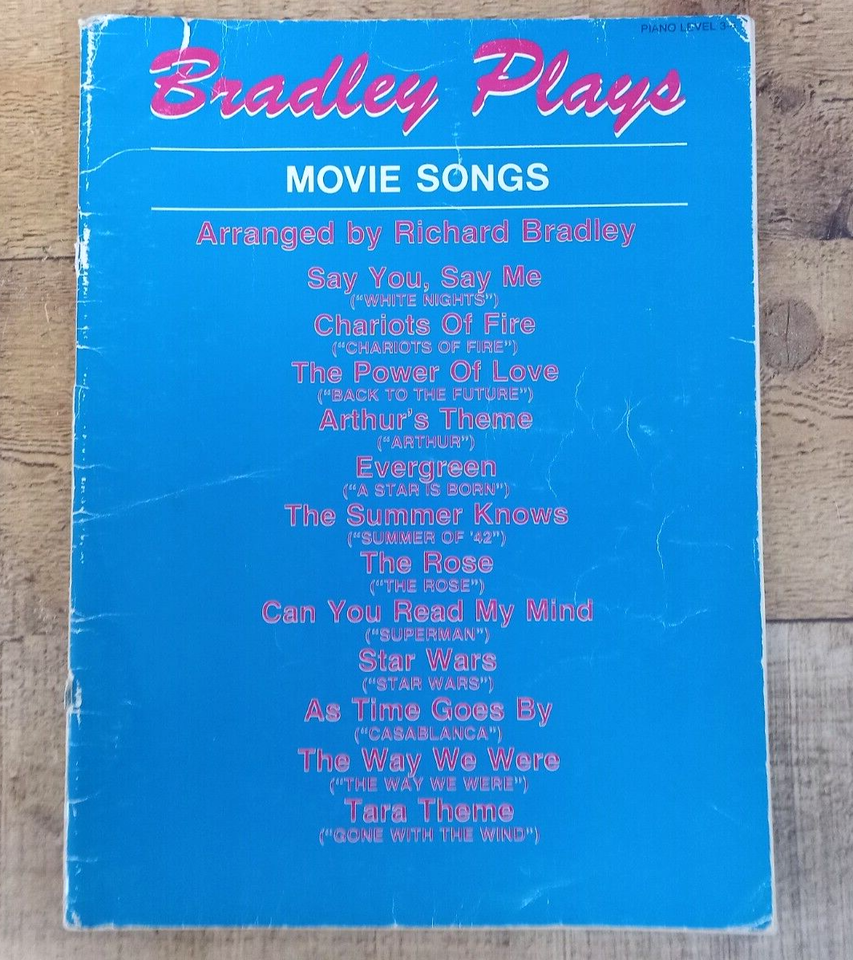 PIANO LEVEL 3
Bradley Plays
MOVIE SONGS
Arranged by Richard Bradley
Say You, Say Me
("WHITE NIGHTS")
Chariots Of Fire
("CHARIOTS OF FIRE")
The Power Of Love
("BACK TO THE FUTURE")
Arthur's Theme
("ARTHUR")
Evergreen
("A STAR IS BORN")
The Summer Knows
("SUMMER OF '42")
The Rose
("THE ROSE")
Can You Read My Mind
("SUPERMAN")
Star Wars
("STAR WARS")
As Time Goes By
("CASABLANCA")
The Way We Were
("THE WAY WE WERE")
Tara Theme
("GONE WITH THE WIND")